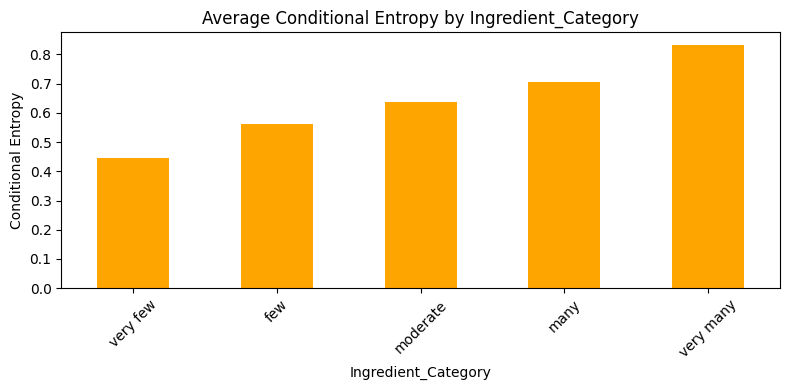 Average Conditional Entropy by Ingredient_Category
Conditional Entropy
0.8
0.7
0.6
0.5
0.4
0.3
0.2
0.1
0.0
very few
few
moderate
many
very many
Ingredient_Category